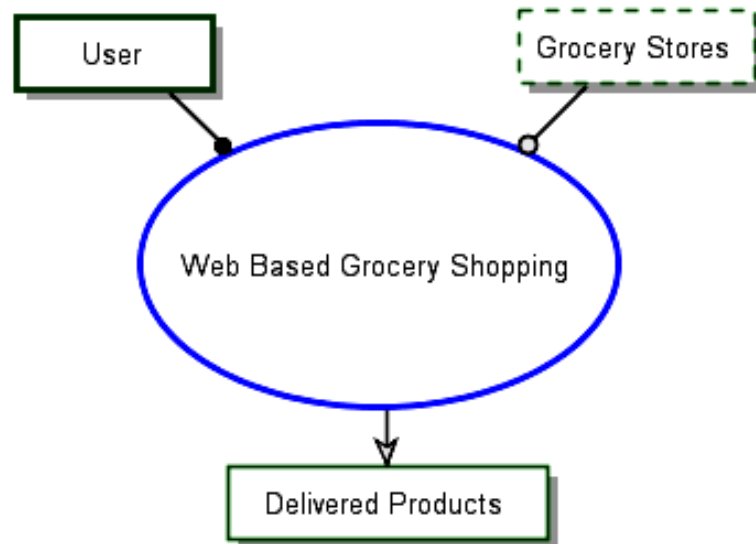 User
Grocery Stores
Web Based Grocery Shopping
Delivered Products